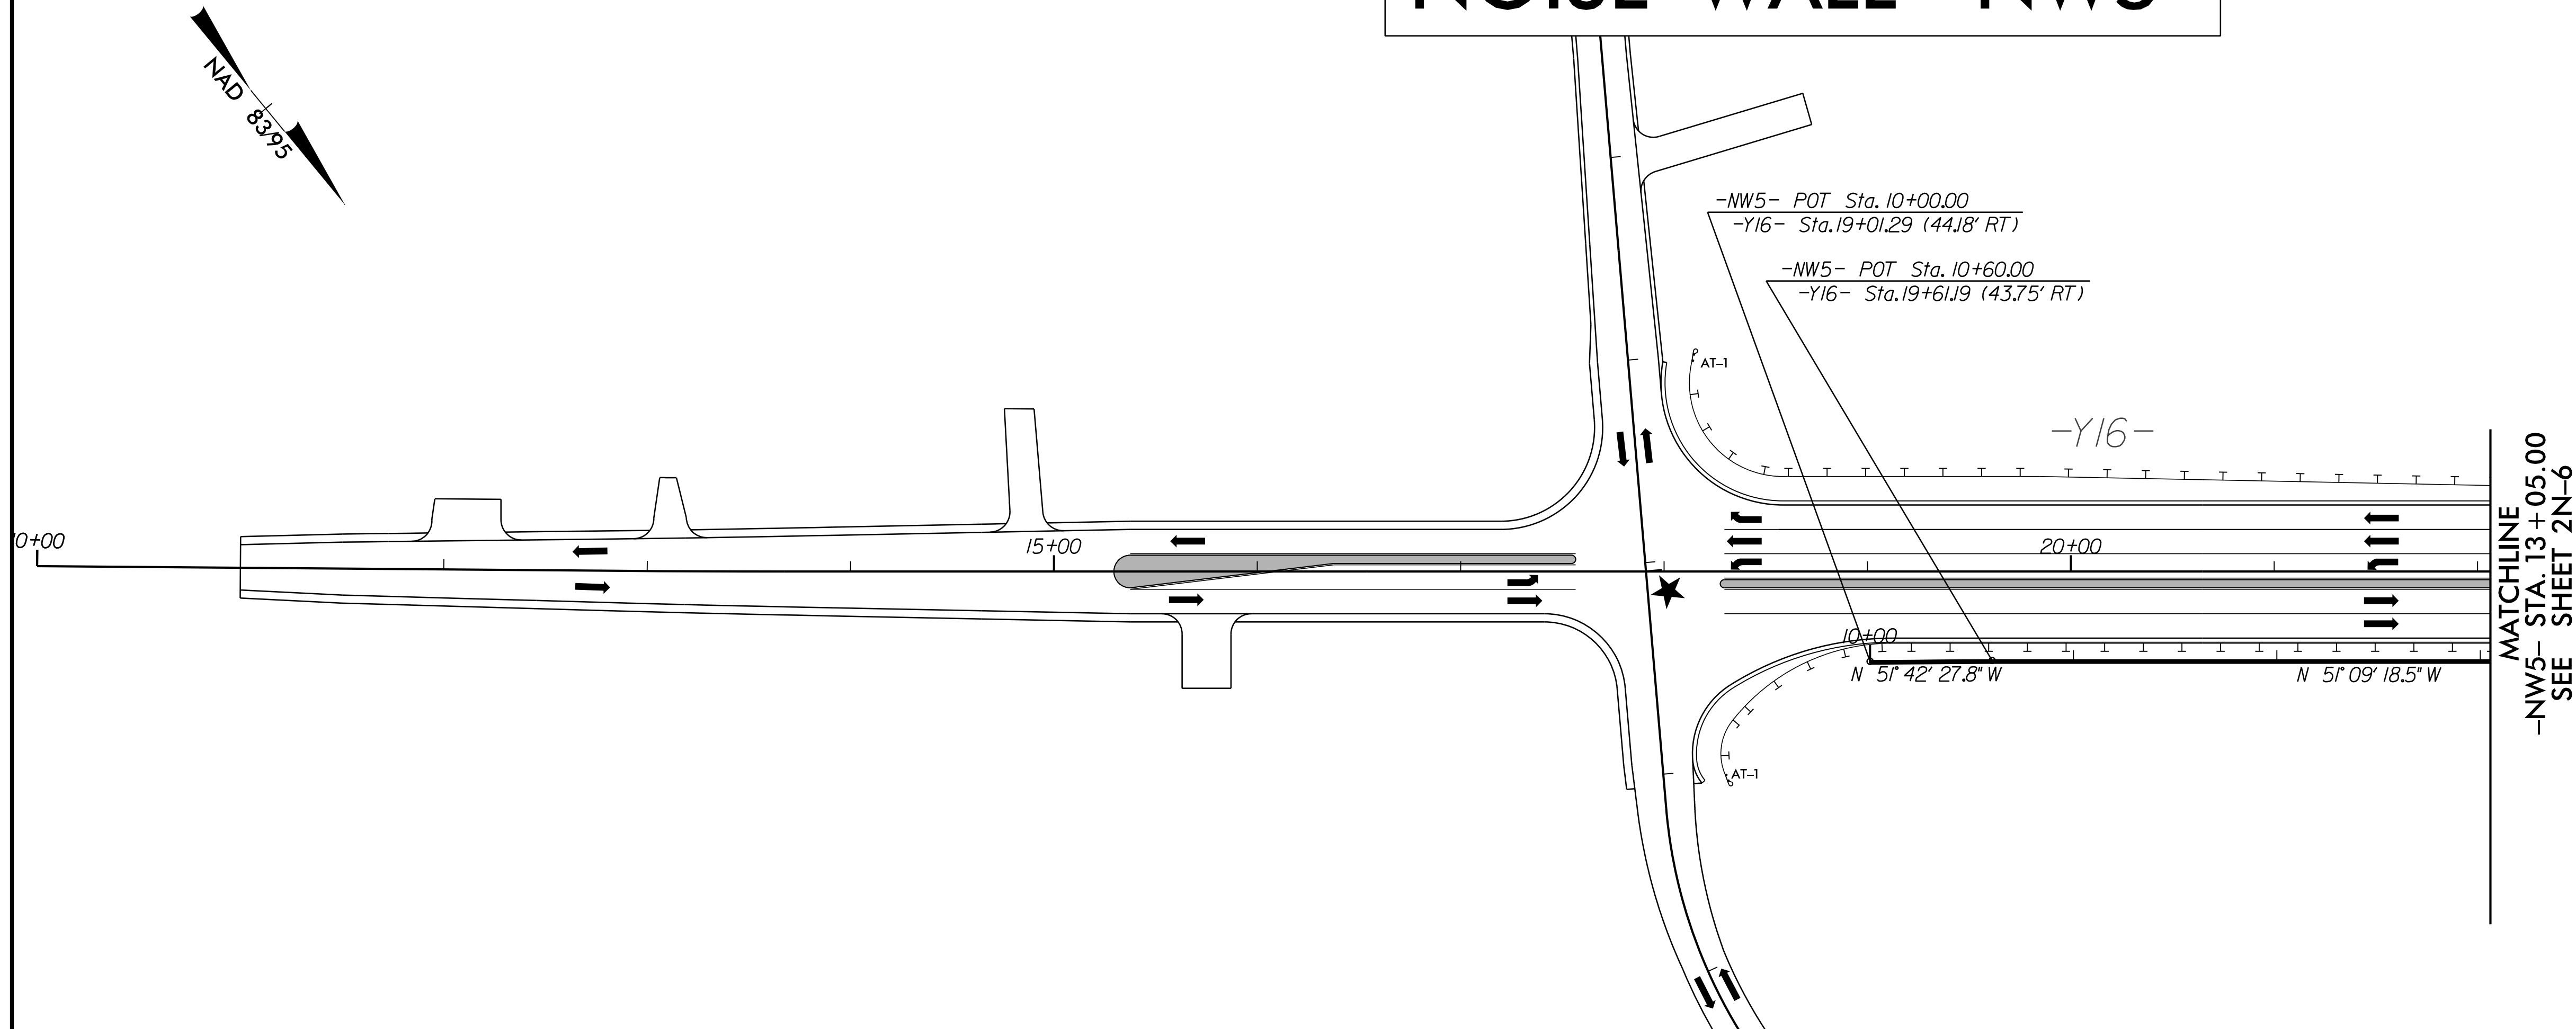 NOISE WALL -NW5-
NAD 83/95
-NW5- POT Sta. 10+00.00
-Y16- Sta. 19+01.29 (44.18' RT)
-NW5- POT Sta. 10+60.00
-Y16- Sta. 19+61.19 (43.75' RT)
AT-1
-Y16-
10+00
15+00
20+00
10+00
N 51° 42' 27.8" W
N 51° 09' 18.5" W
AT-1
MATCHLINE
-NW5- STA. 13+05.00
SEE SHEET 2N-6